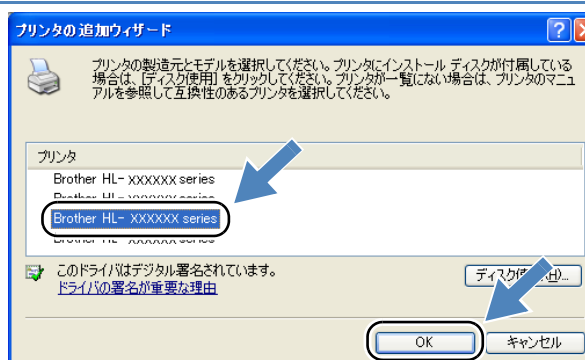 プリンタの追加ウィザード
プリンタの製造元とモデルを選択してください。プリンタにインストール ディスクが付属している
場合は、[ディスク使用] をクリックしてください。プリンタが一覧にない場合は、プリンタのマニュ
アルを参照して互換性のあるプリンタを選択してください。
プリンタ
Brother HL- XXXXXX series
Brother HL- XXXXXX series
Brother HL- XXXXXX series
Brother HL- XXXXXX series
このドライバはデジタル署名されています。
ドライバの署名が重要な理由
OK
キャンセル